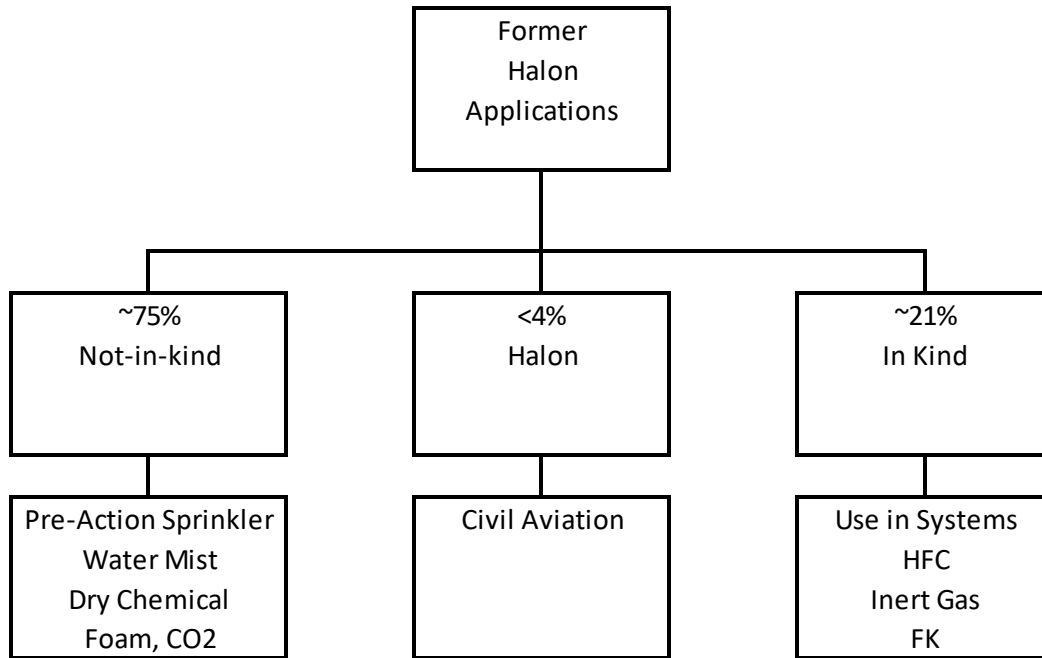 Former
Halon
Applications
~75%
Not-in-kind
<4%
Halon
~21%
In Kind
Pre-Action Sprinkler
Water Mist
Dry Chemical
Foam, CO2
Civil Aviation
Use in Systems
HFC
Inert Gas
FK